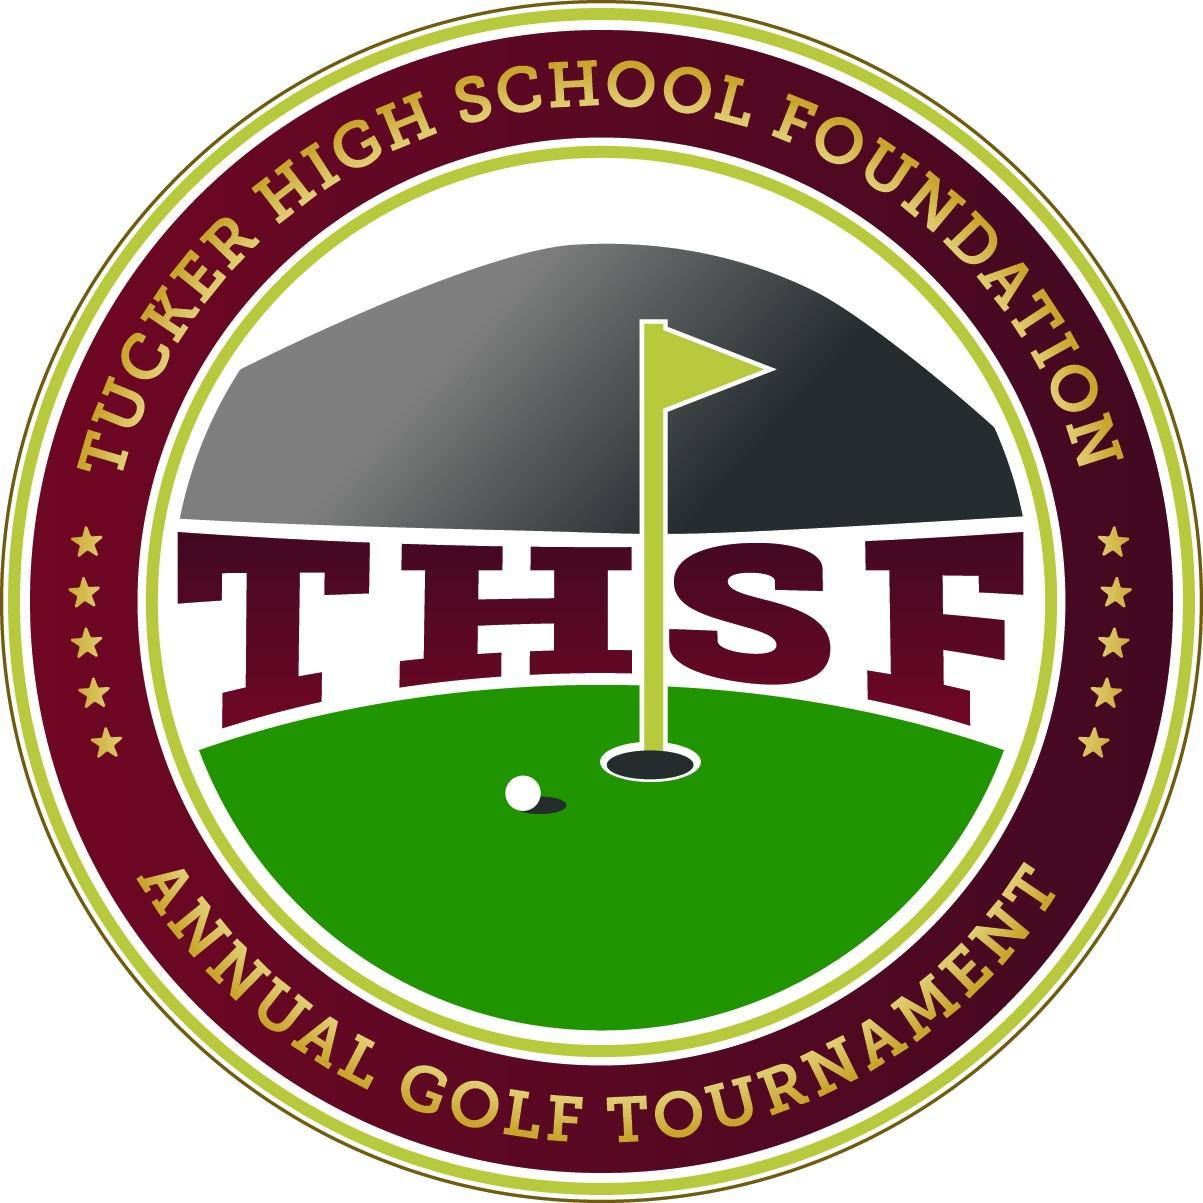 TUCKER HIGH SCHOOL FOUNDATION
THSF
ANNUAL GOLF TOURNAMENT